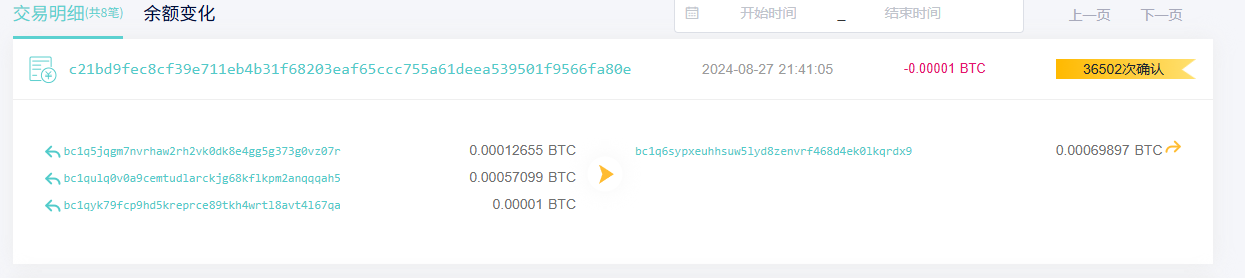 交易明细(共8笔) 余额变化 开始时间 _ 结束时间 上一页 下一页
c21bd9fec8cf39e711eb4b31f68203eaf65ccc755a61deea539501f9566fa80e 2024-08-27 21:41:05 -0.00001 BTC 36502次确认
bc1q5jqgm7nvrhaw2rh2vk0dk8e4gg5g373g0vz07r 0.00012655 BTC bc1q6sypxeuhhsuw5lyd8zenvrf468d4ek0lkqrdx9 0.00069897 BTC
bc1qulq0v0a9cemtudlarckjg68kflkpm2anqqqah5 0.00057099 BTC
bc1qyk79fcp9hd5kreprce89tkh4wrtl8avt4l67qa 0.00001 BTC